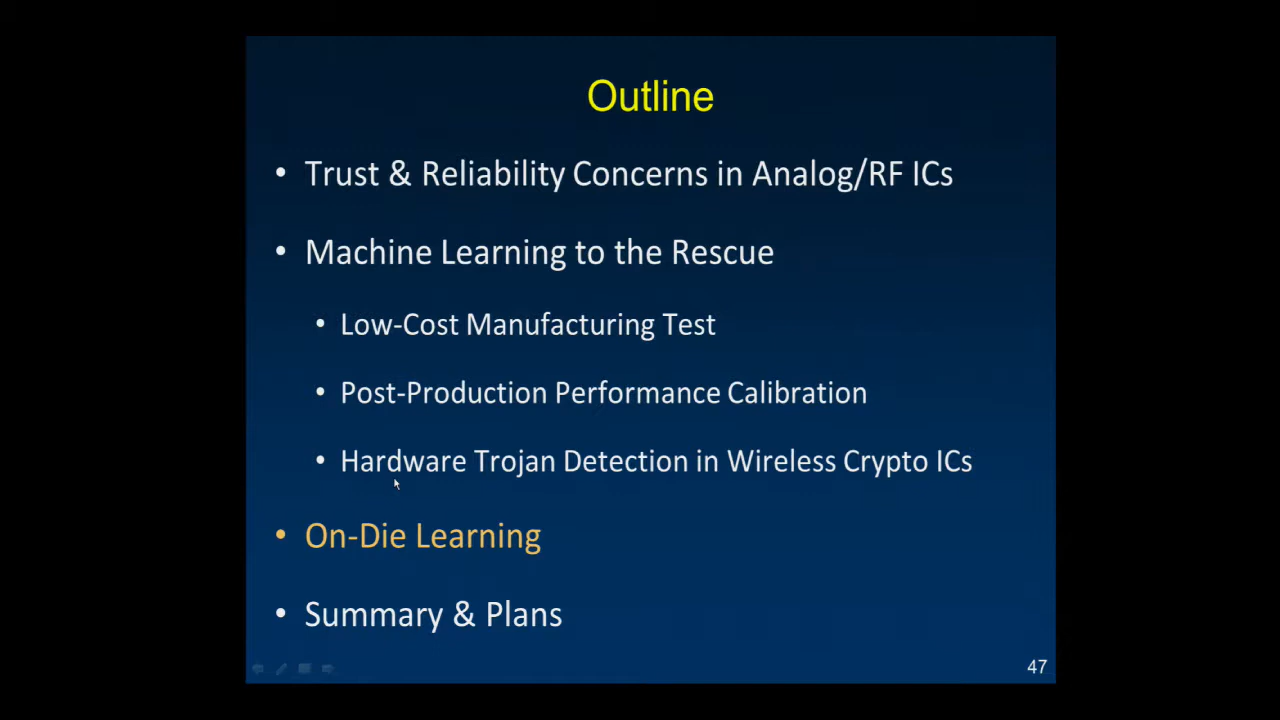 Outline
• Trust & Reliability Concerns in Analog/RF ICs
• Machine Learning to the Rescue
• Low-Cost Manufacturing Test
• Post-Production Performance Calibration
• Hardware Trojan Detection in Wireless Crypto ICs
• On-Die Learning
• Summary & Plans
47